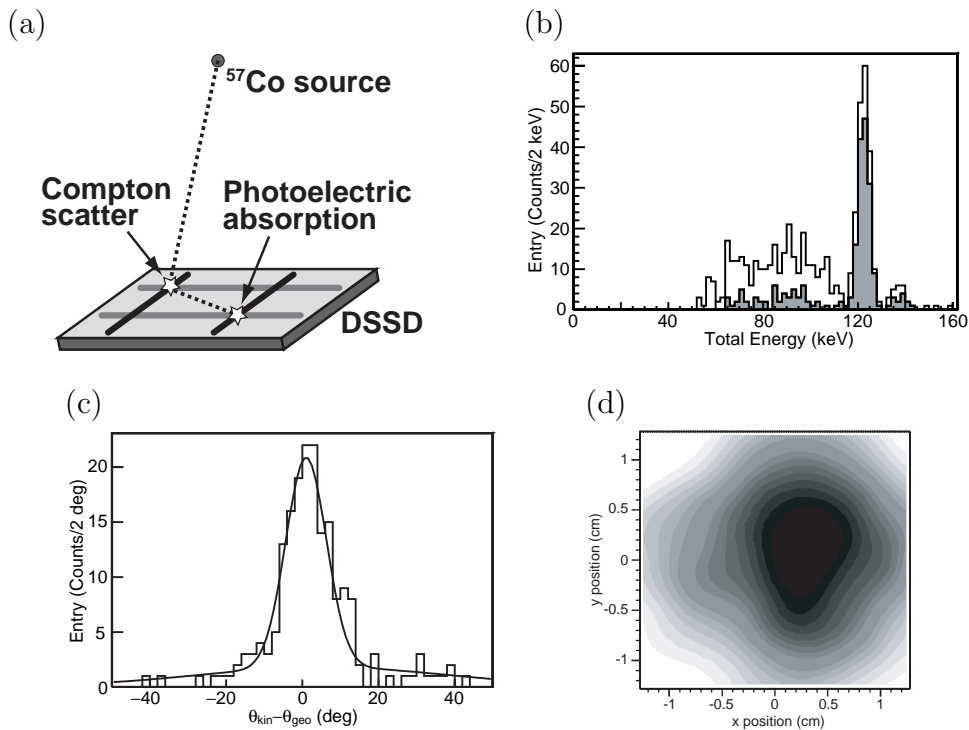 (a)
⁵⁷Co source
Compton
scatter
Photoelectric
absorption
DSSD
(b)
Entry (Counts/2 keV)
60
50
40
30
20
10
0
0 40 80 120 160
Total Energy (keV)
(c)
Entry (Counts/2 deg)
20
15
10
5
0
−40 −20 0 20 40
θkin−θgeo (deg)
(d)
y position (cm)
1
0.5
0
-0.5
-1
-1 -0.5 0 0.5 1
x position (cm)